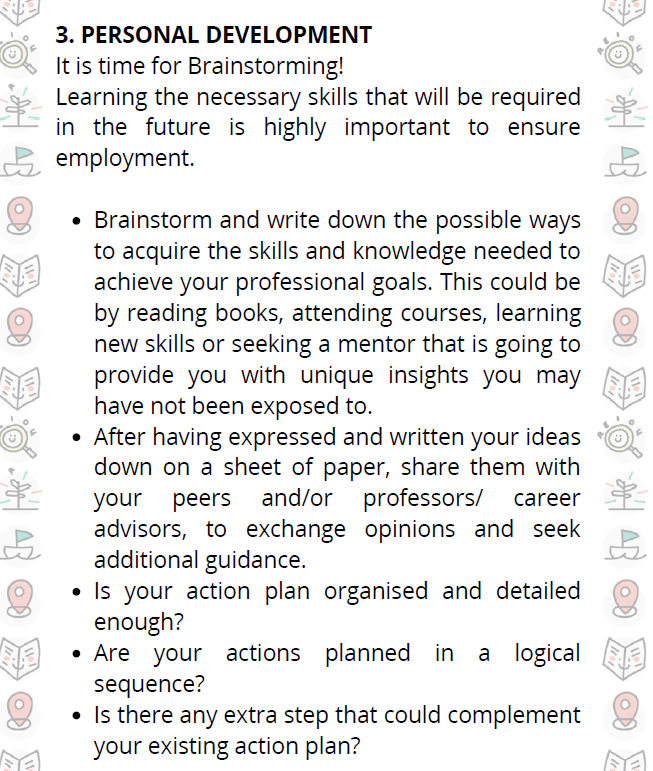 3. PERSONAL DEVELOPMENT
It is time for Brainstorming!
Learning the necessary skills that will be required
in the future is highly important to ensure
employment.
• Brainstorm and write down the possible ways
to acquire the skills and knowledge needed to
achieve your professional goals. This could be
by reading books, attending courses, learning
new skills or seeking a mentor that is going to
provide you with unique insights you may
have not been exposed to.
• After having expressed and written your ideas
down on a sheet of paper, share them with
your peers and/or professors/ career
advisors, to exchange opinions and seek
additional guidance.
• Is your action plan organised and detailed
enough?
• Are your actions planned in a logical
sequence?
• Is there any extra step that could complement
your existing action plan?